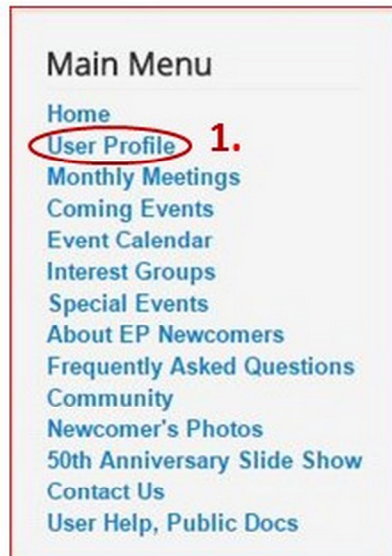 Main Menu
Home
User Profile 1.
Monthly Meetings
Coming Events
Event Calendar
Interest Groups
Special Events
About EP Newcomers
Frequently Asked Questions
Community
Newcomer's Photos
50th Anniversary Slide Show
Contact Us
User Help, Public Docs